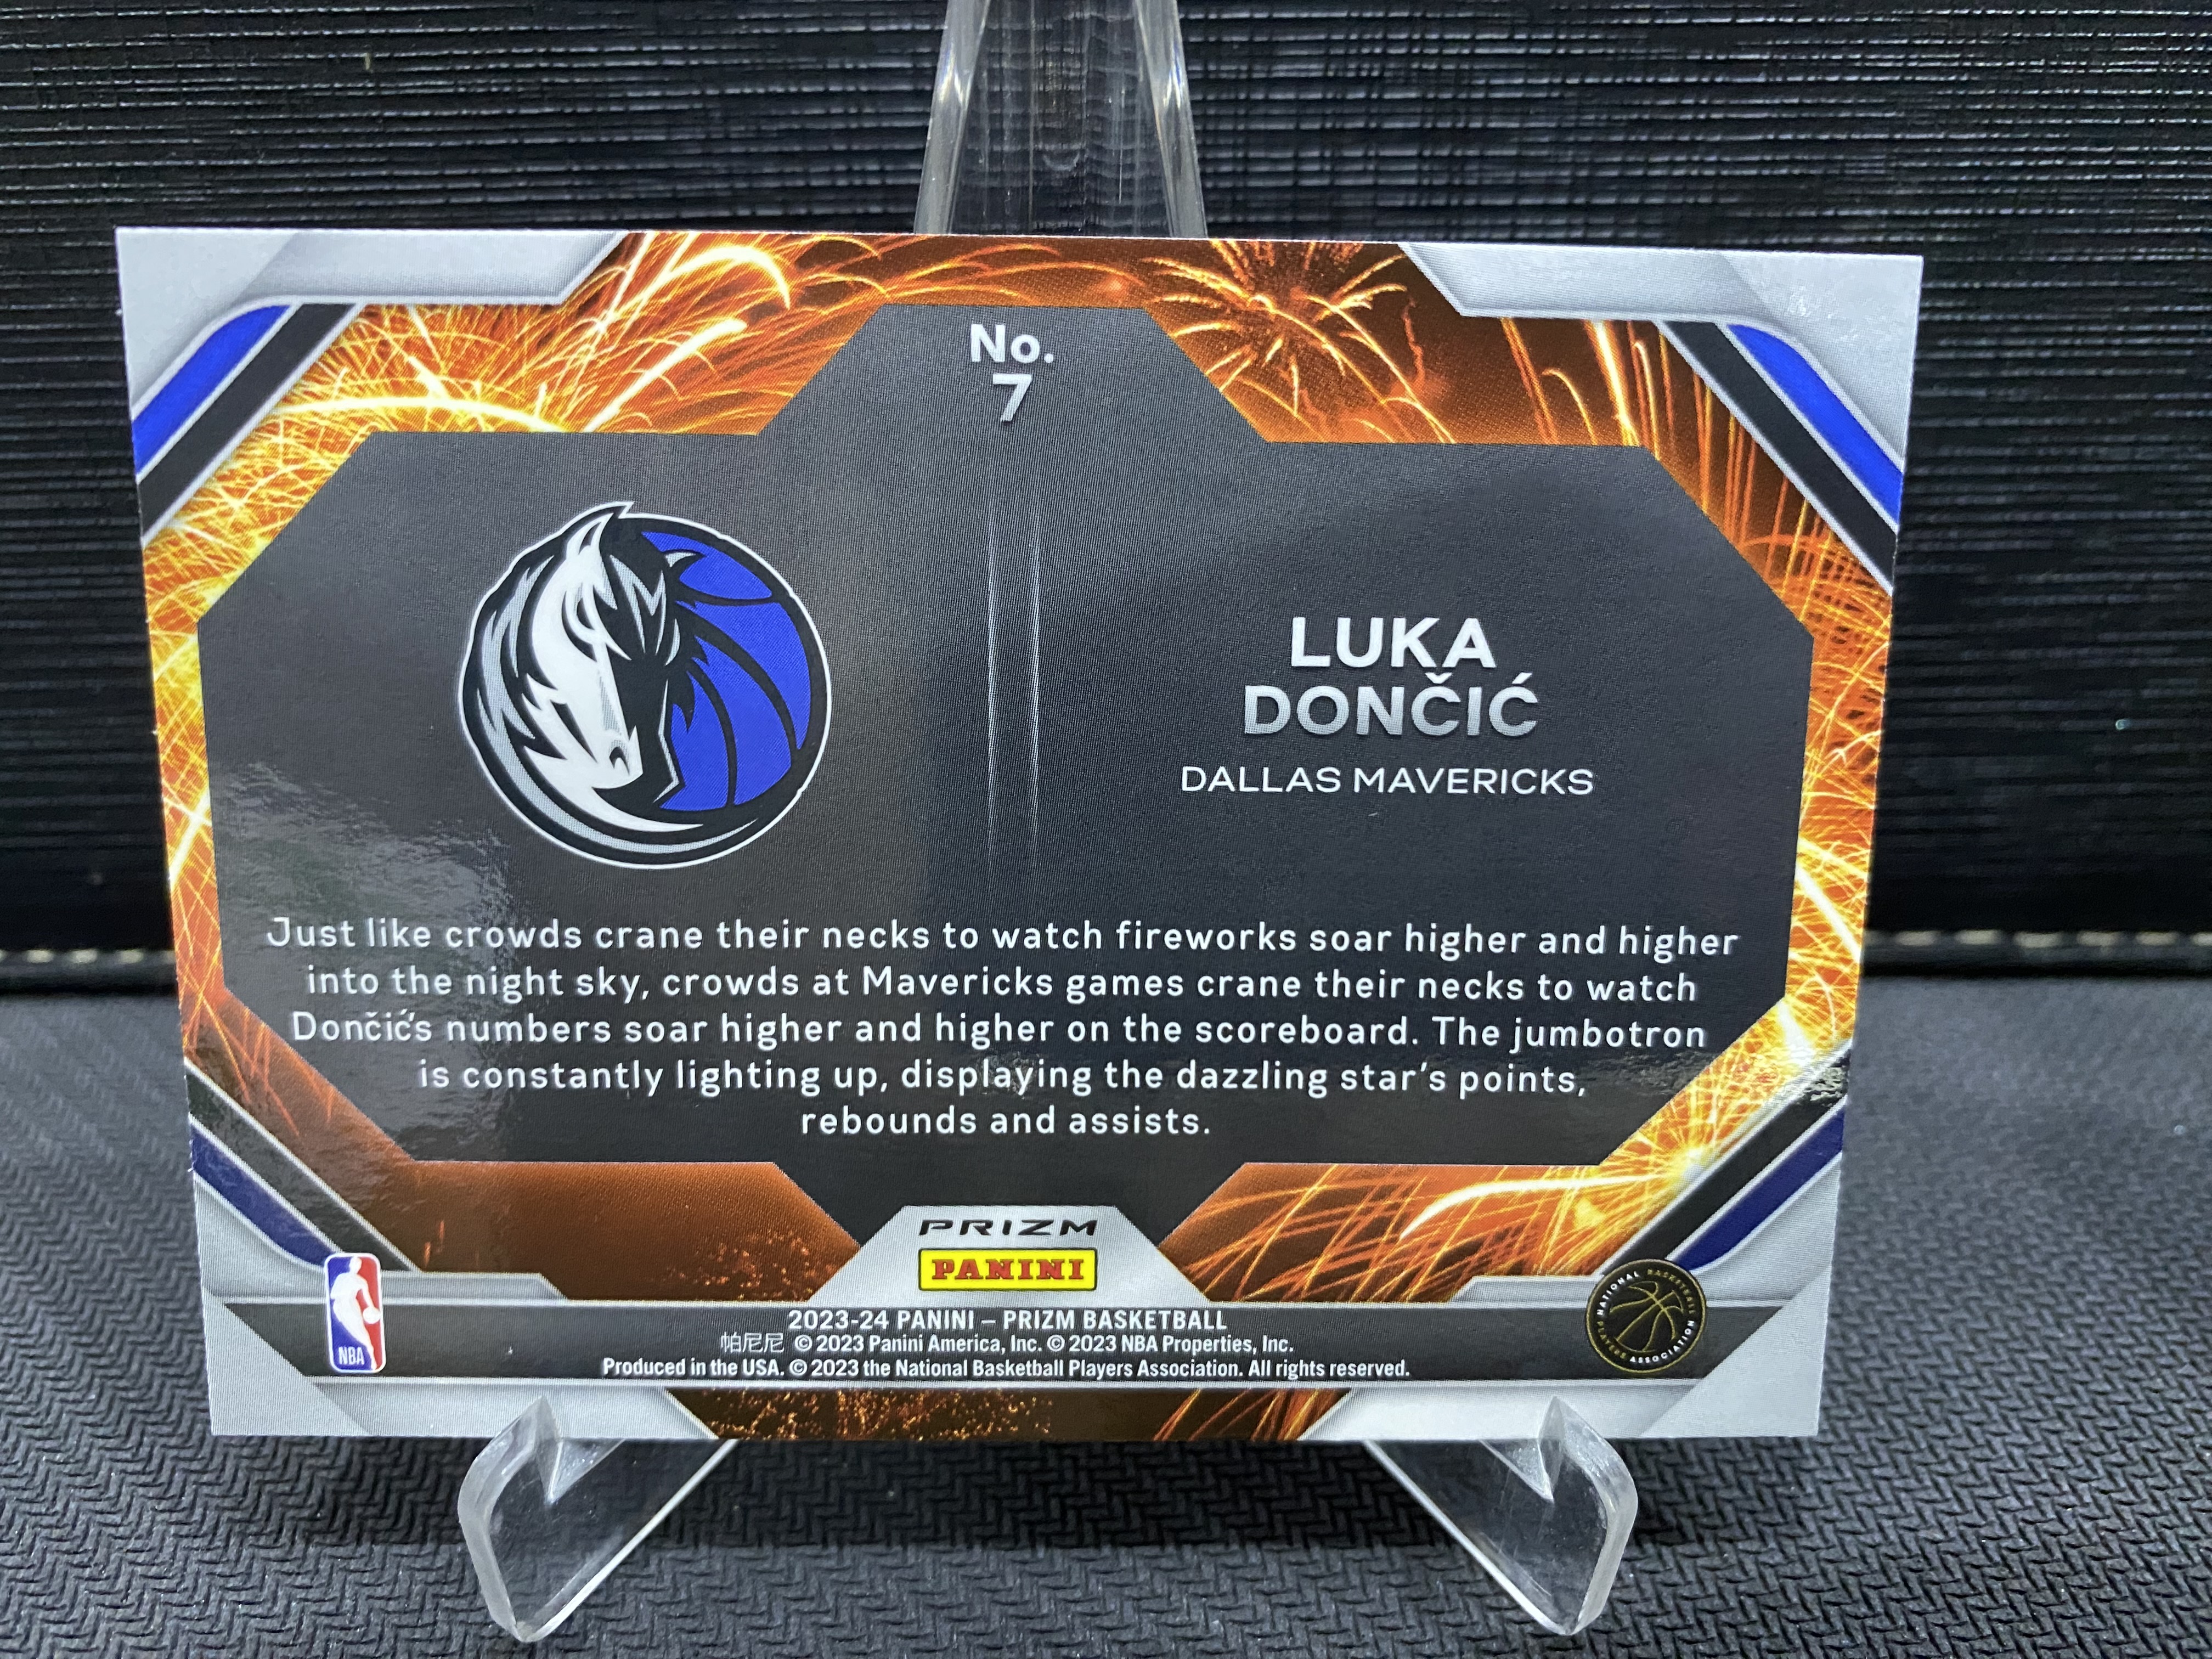 No.
7
LUKA
DONČIĆ
DALLAS MAVERICKS
Just like crowds crane their necks to watch fireworks soar higher and higher
into the night sky, crowds at Mavericks games crane their necks to watch
Dončić's numbers soar higher and higher on the scoreboard. The jumbotron
is constantly lighting up, displaying the dazzling star's points,
rebounds and assists.
PRIZM
PANINI
2023-24 PANINI – PRIZM BASKETBALL
帕尼尼 © 2023 Panini America, Inc. © 2023 NBA Properties, Inc.
Produced in the USA. © 2023 the National Basketball Players Association. All rights reserved.
NBA
NATIONAL BASKETBALL PLAYERS ASSOCIATION